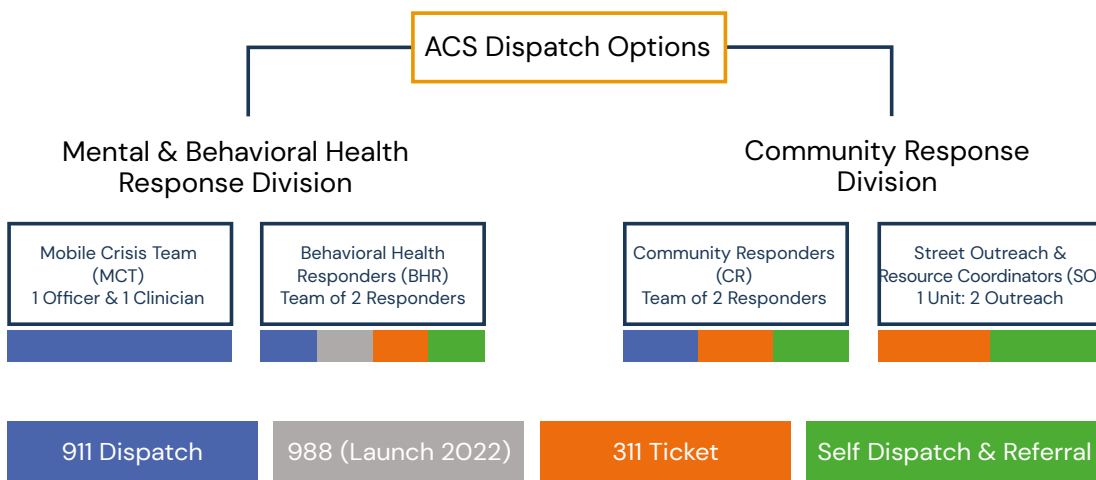 ACS Dispatch Options
Mental & Behavioral Health
Response Division
Community Response
Division
Mobile Crisis Team
(MCT)
1 Officer & 1 Clinician
Behavioral Health
Responders (BHR)
Team of 2 Responders
Community Responders
(CR)
Team of 2 Responders
Street Outreach &
Resource Coordinators (SO
1 Unit: 2 Outreach
911 Dispatch
988 (Launch 2022)
311 Ticket
Self Dispatch & Referral